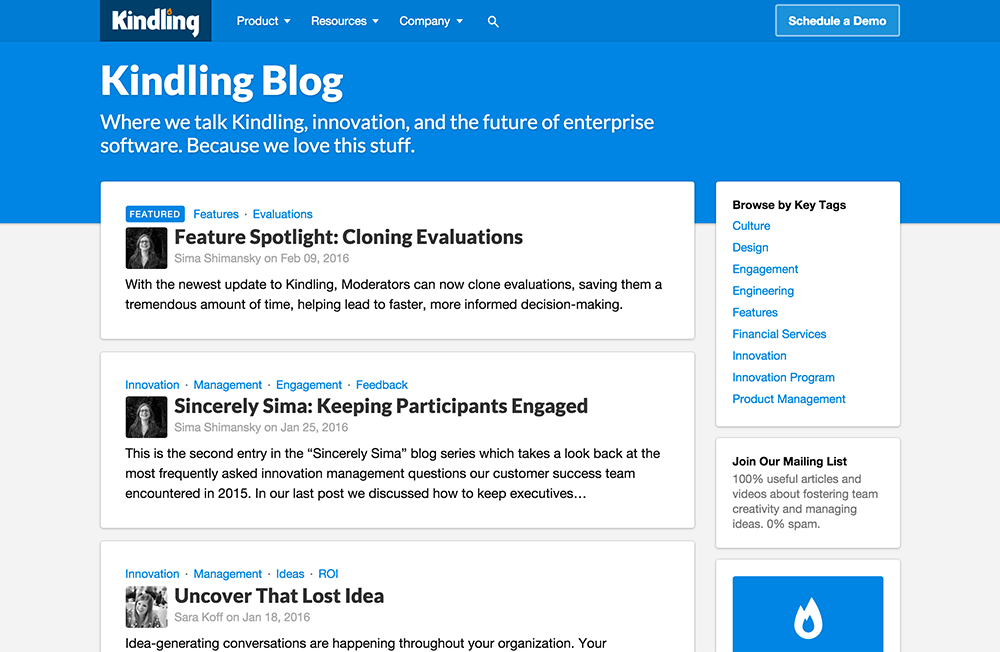 Kindling
Product
Resources
Company
Schedule a Demo
Kindling Blog
Where we talk Kindling, innovation, and the future of enterprise
software. Because we love this stuff.
FEATURED Features · Evaluations
Feature Spotlight: Cloning Evaluations
Sima Shimansky on Feb 09, 2016
With the newest update to Kindling, Moderators can now clone evaluations, saving them a
tremendous amount of time, helping lead to faster, more informed decision-making.
Innovation · Management · Engagement · Feedback
Sincerely Sima: Keeping Participants Engaged
Sima Shimansky on Jan 25, 2016
This is the second entry in the “Sincerely Sima” blog series which takes a look back at the
most frequently asked innovation management questions our customer success team
encountered in 2015. In our last post we discussed how to keep executives…
Innovation · Management · Ideas · ROI
Uncover That Lost Idea
Sara Koff on Jan 18, 2016
Idea-generating conversations are happening throughout your organization. Your
Browse by Key Tags
Culture
Design
Engagement
Engineering
Features
Financial Services
Innovation
Innovation Program
Product Management
Join Our Mailing List
100% useful articles and
videos about fostering team
creativity and managing
ideas. 0% spam.